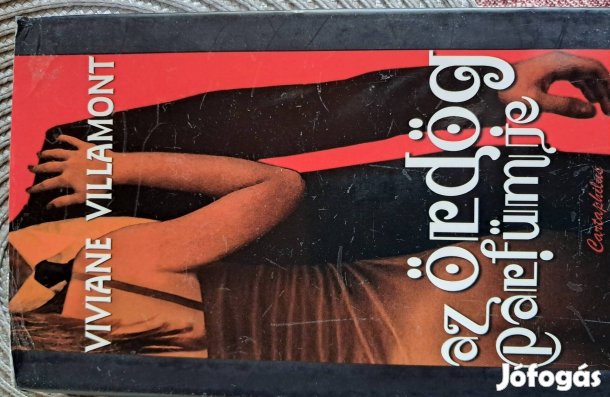 VIVIANE VILLAMONT
az ördög
parfümje
Cartaphilus
Jófogás